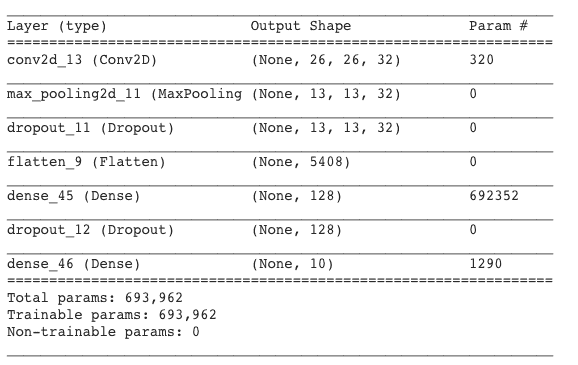 Layer (type) Output Shape Param #
conv2d_13 (Conv2D) (None, 26, 26, 32) 320
max_pooling2d_11 (MaxPooling (None, 13, 13, 32) 0
dropout_11 (Dropout) (None, 13, 13, 32) 0
flatten_9 (Flatten) (None, 5408) 0
dense_45 (Dense) (None, 128) 692352
dropout_12 (Dropout) (None, 128) 0
dense_46 (Dense) (None, 10) 1290
Total params: 693,962
Trainable params: 693,962
Non-trainable params: 0